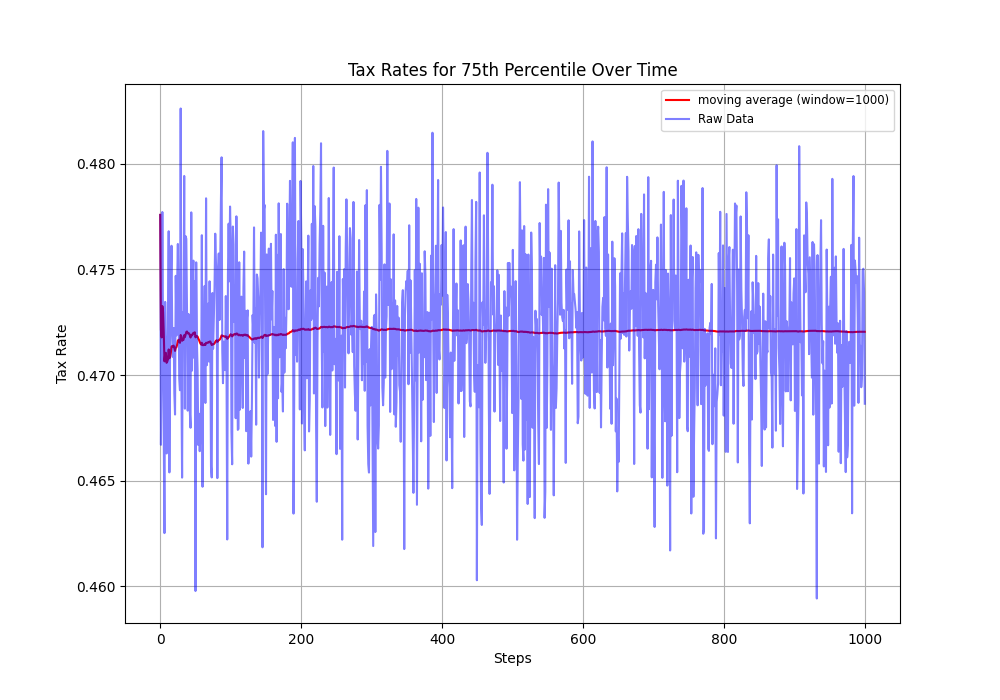 Tax Rates for 75th Percentile Over Time
moving average (window=1000)
Raw Data
0.480
0.475
0.470
0.465
0.460
Tax Rate
0 200 400 600 800 1000
Steps